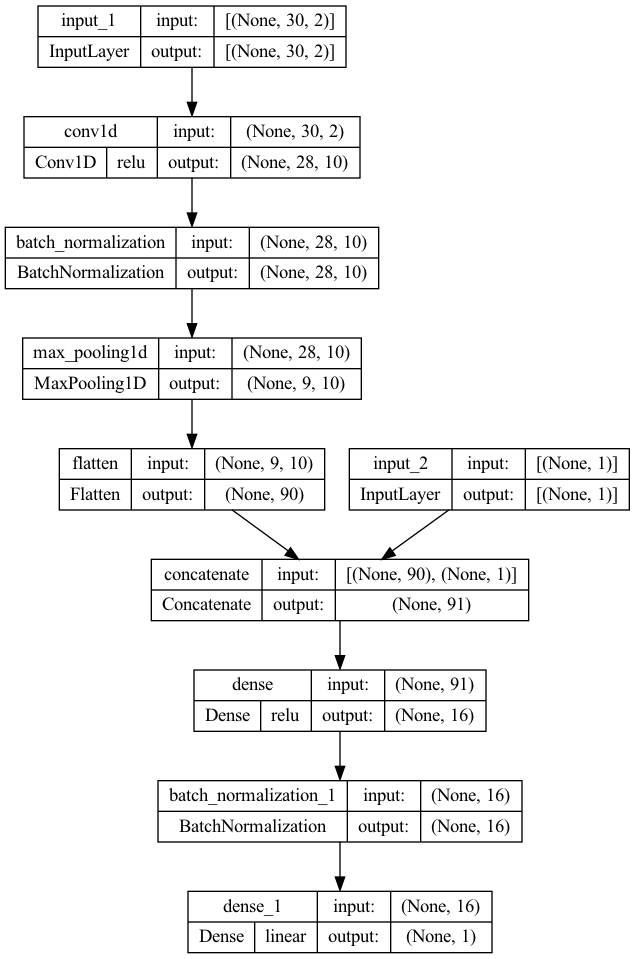 input_1 input: [(None, 30, 2)]
InputLayer output: [(None, 30, 2)]
conv1d input: (None, 30, 2)
Conv1D relu output: (None, 28, 10)
batch_normalization input: (None, 28, 10)
BatchNormalization output: (None, 28, 10)
max_pooling1d input: (None, 28, 10)
MaxPooling1D output: (None, 9, 10)
flatten input: (None, 9, 10)
Flatten output: (None, 90)
input_2 input: [(None, 1)]
InputLayer output: [(None, 1)]
concatenate input: [(None, 90), (None, 1)]
Concatenate output: (None, 91)
dense input: (None, 91)
Dense relu output: (None, 16)
batch_normalization_1 input: (None, 16)
BatchNormalization output: (None, 16)
dense_1 input: (None, 16)
Dense linear output: (None, 1)